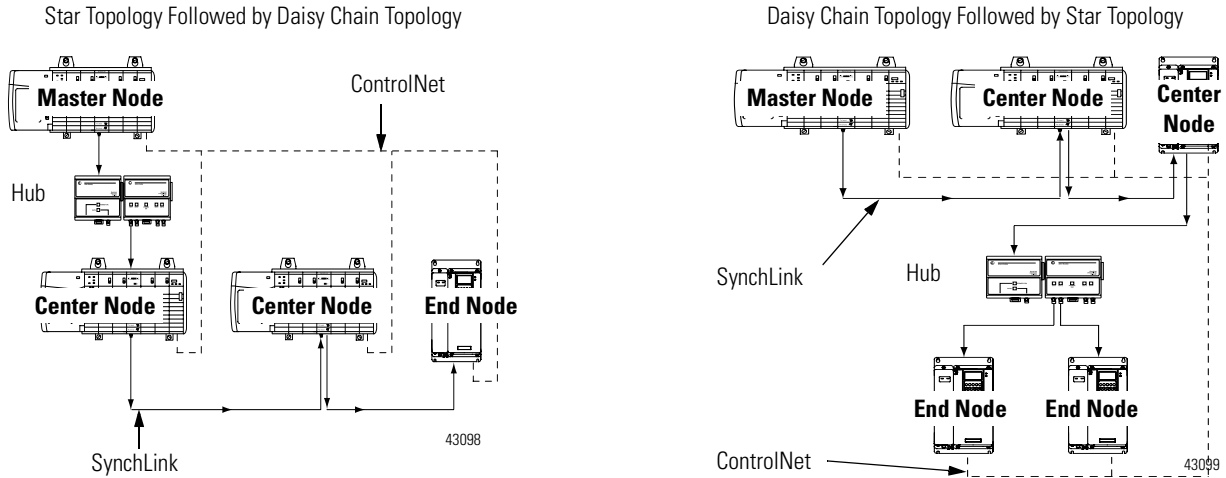 Star Topology Followed by Daisy Chain Topology
Master Node
ControlNet
Hub
Center Node
Center Node
End Node
43098
SynchLink
Daisy Chain Topology Followed by Star Topology
Master Node
Center Node
Center
Node
SynchLink
Hub
End Node
End Node
ControlNet
43099